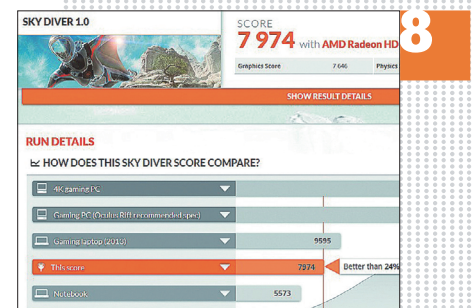 SKY DIVER 1.0
SCORE
7 974 with AMD Radeon HD
Graphics Score 7 646 Physics
SHOW RESULT DETAILS
8
RUN DETAILS
HOW DOES THIS SKY DIVER SCORE COMPARE?
4K gaming PC
Gaming PC (Oculus Rift recommended spec)
Gaming laptop (2013)
9595
This score
7974
Better than 24%
Notebook
5573